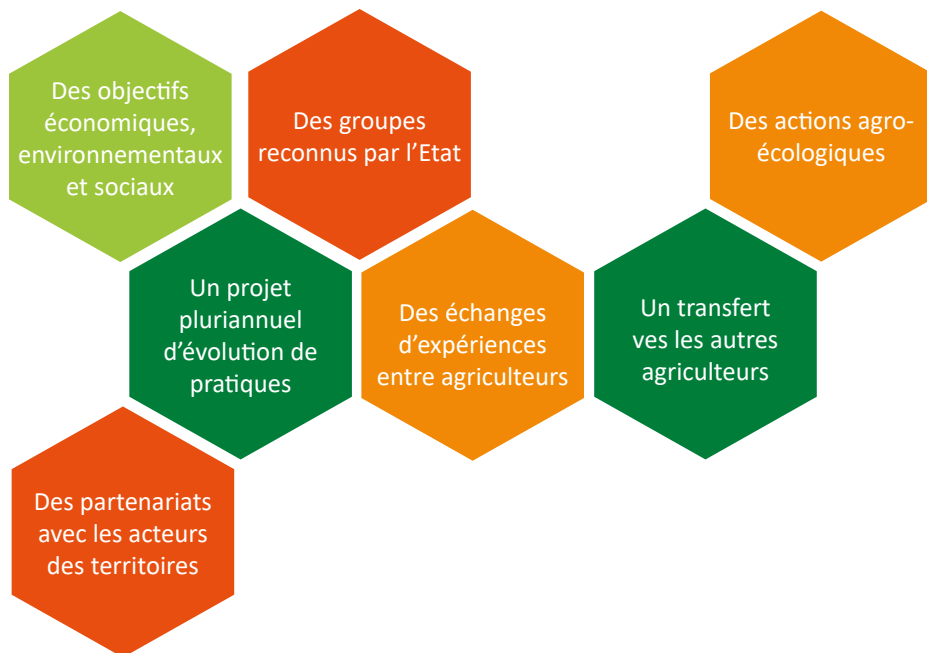 Des objectifs
économiques,
environnementaux
et sociaux
Des groupes
reconnus par l’Etat
Des actions agro-
écologiques
Un projet
pluriannuel
d’évolution de
pratiques
Des échanges
d’expériences
entre agriculteurs
Un transfert
ves les autres
agriculteurs
Des partenariats
avec les acteurs
des territoires